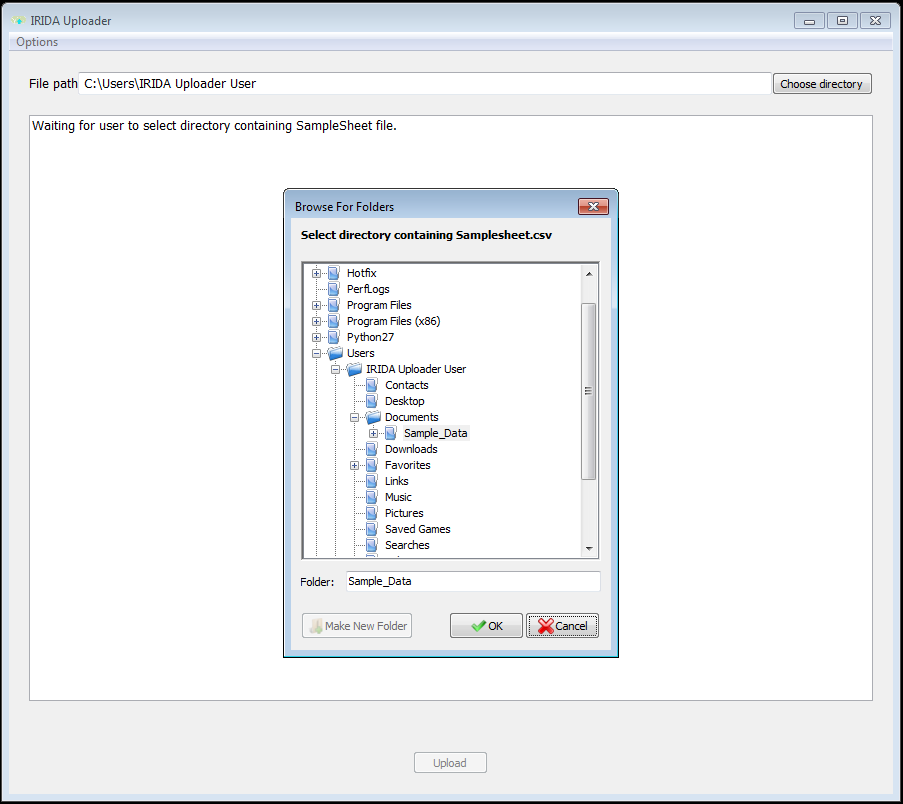 IRIDA Uploader
Options
File path C:\Users\IRIDA Uploader User Choose directory
Waiting for user to select directory containing SampleSheet file.
Browse For Folders
Select directory containing Samplesheet.csv
Hotfix
PerfLogs
Program Files
Program Files (x86)
Python27
Users
IRIDA Uploader User
Contacts
Desktop
Documents
Sample_Data
Downloads
Favorites
Links
Music
Pictures
Saved Games
Searches
Folder: Sample_Data
Make New Folder OK Cancel
Upload